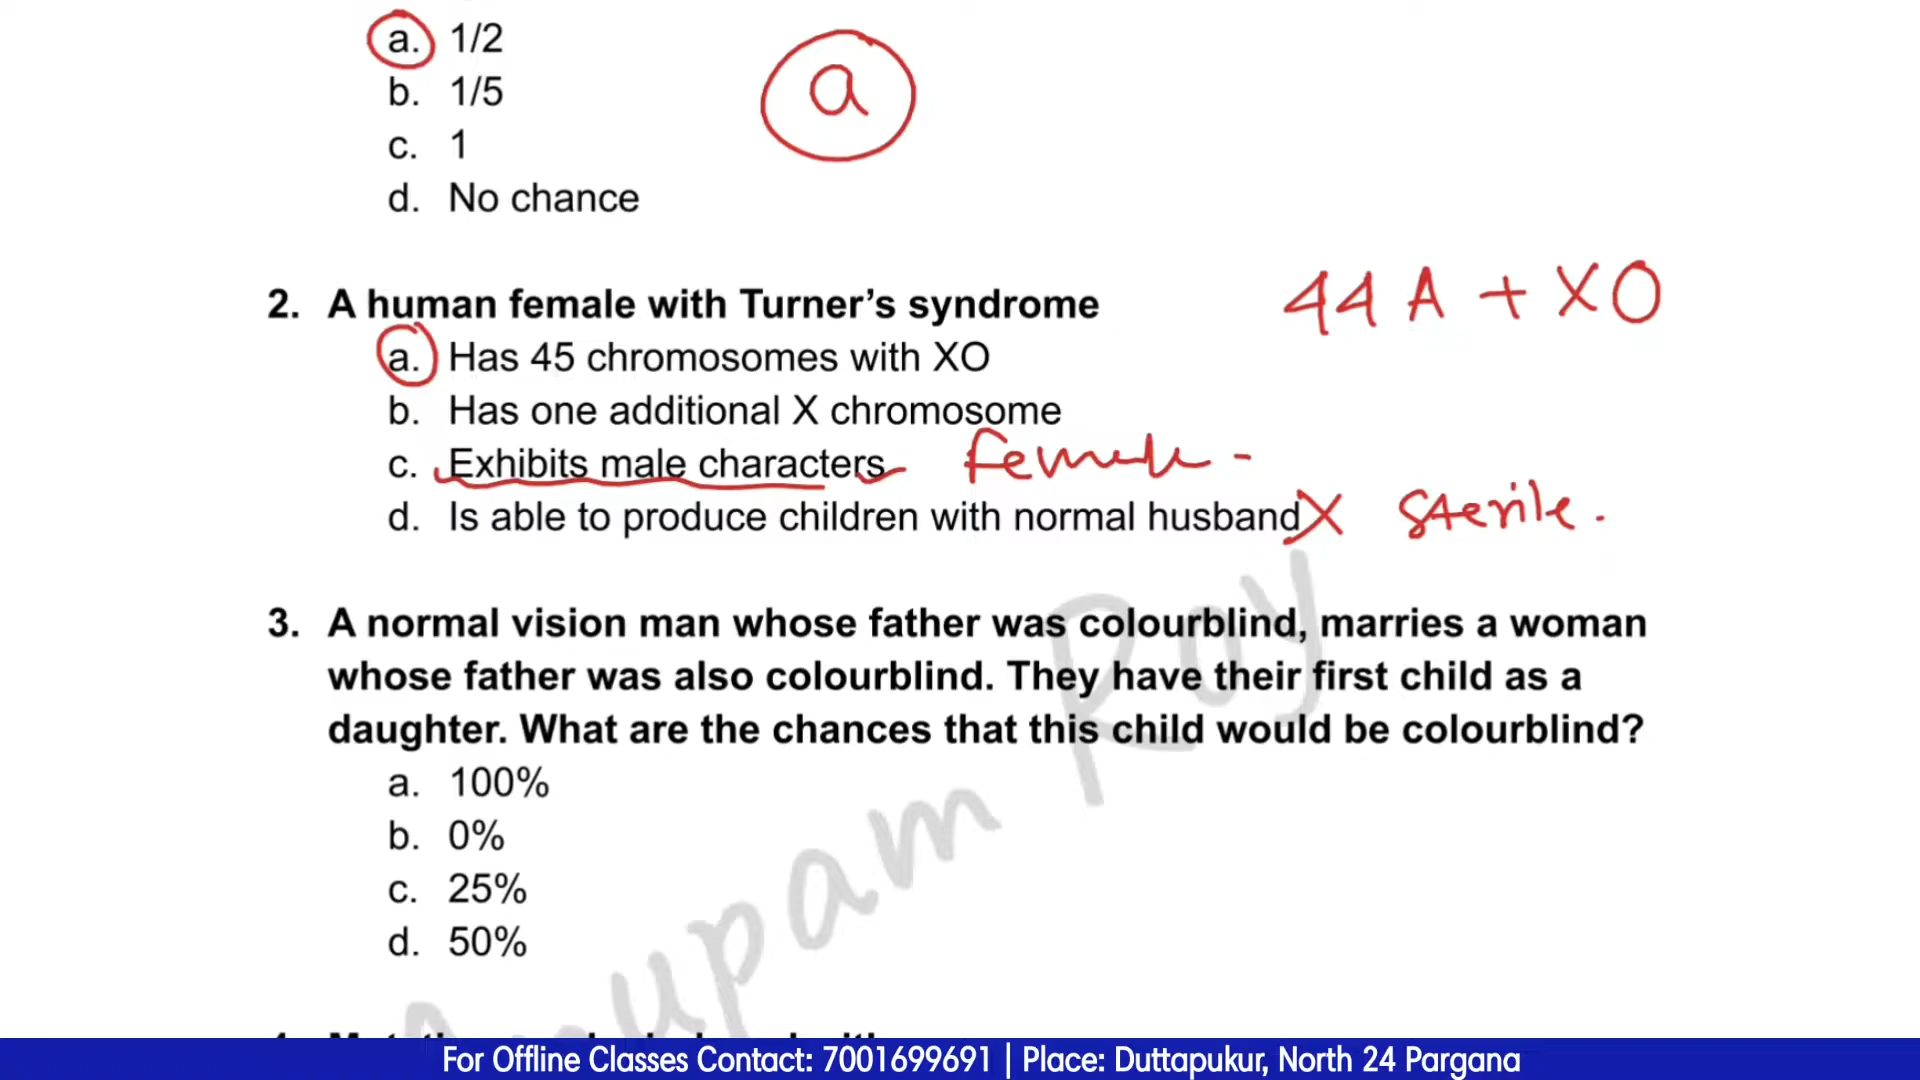 a. 1/2
a
b. 1/5
c. 1
d. No chance
2. A human female with Turner's syndrome
44 A + XO
a. Has 45 chromosomes with XO
b. Has one additional X chromosome
c. Exhibits male characters female -
d. Is able to produce children with normal husband X Sterile.
3. A normal vision man whose father was colourblind, marries a woman
whose father was also colourblind. They have their first child as a
daughter. What are the chances that this child would be colourblind?
a. 100%
b. 0%
c. 25%
d. 50%
Roy
For Offline Classes Contact: 7001699691 | Place: Duttapukur, North 24 Pargana